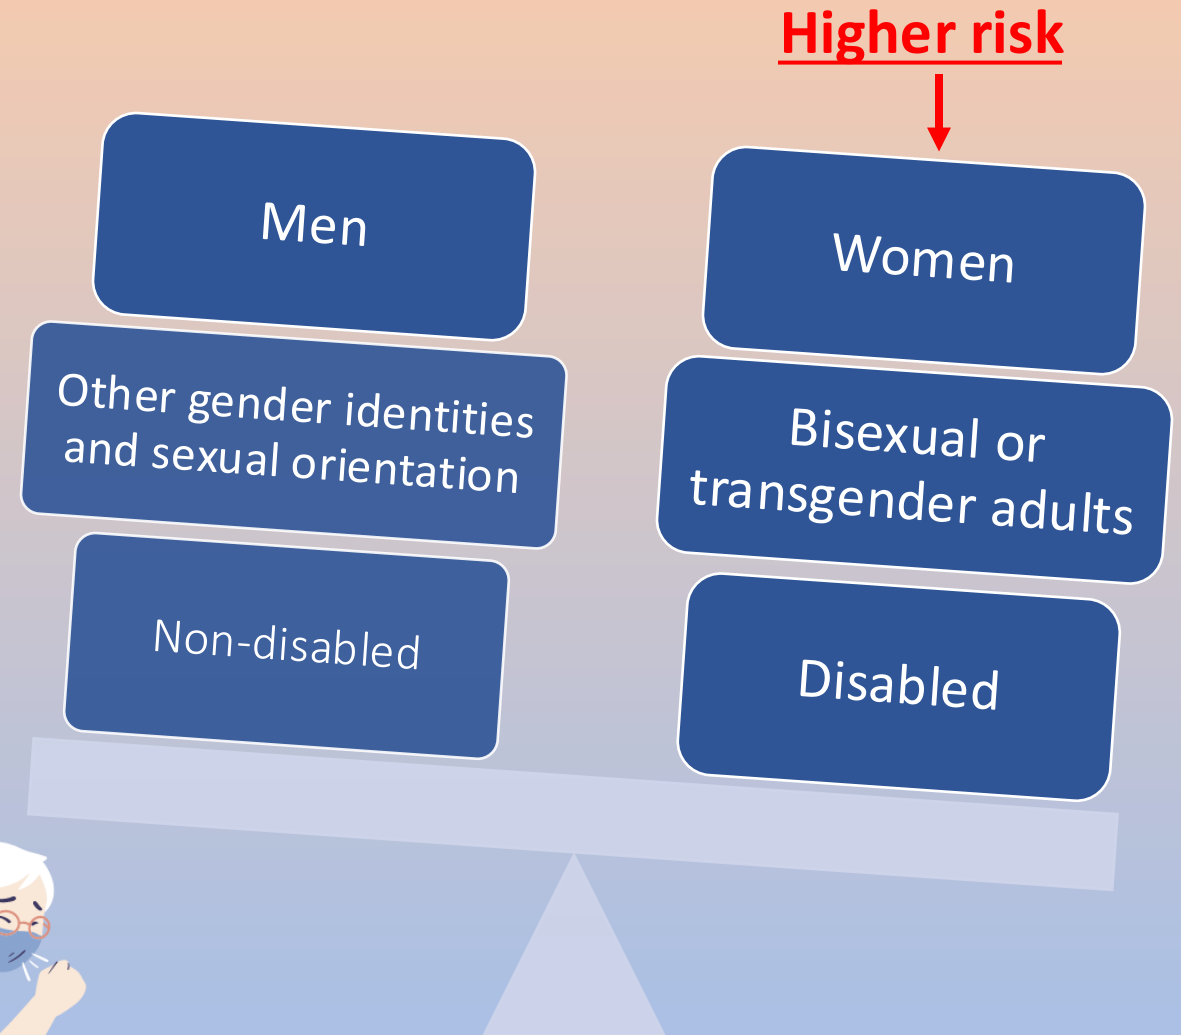 Higher risk
Men
Women
Other gender identities
and sexual orientation
Bisexual or
transgender adults
Non-disabled
Disabled